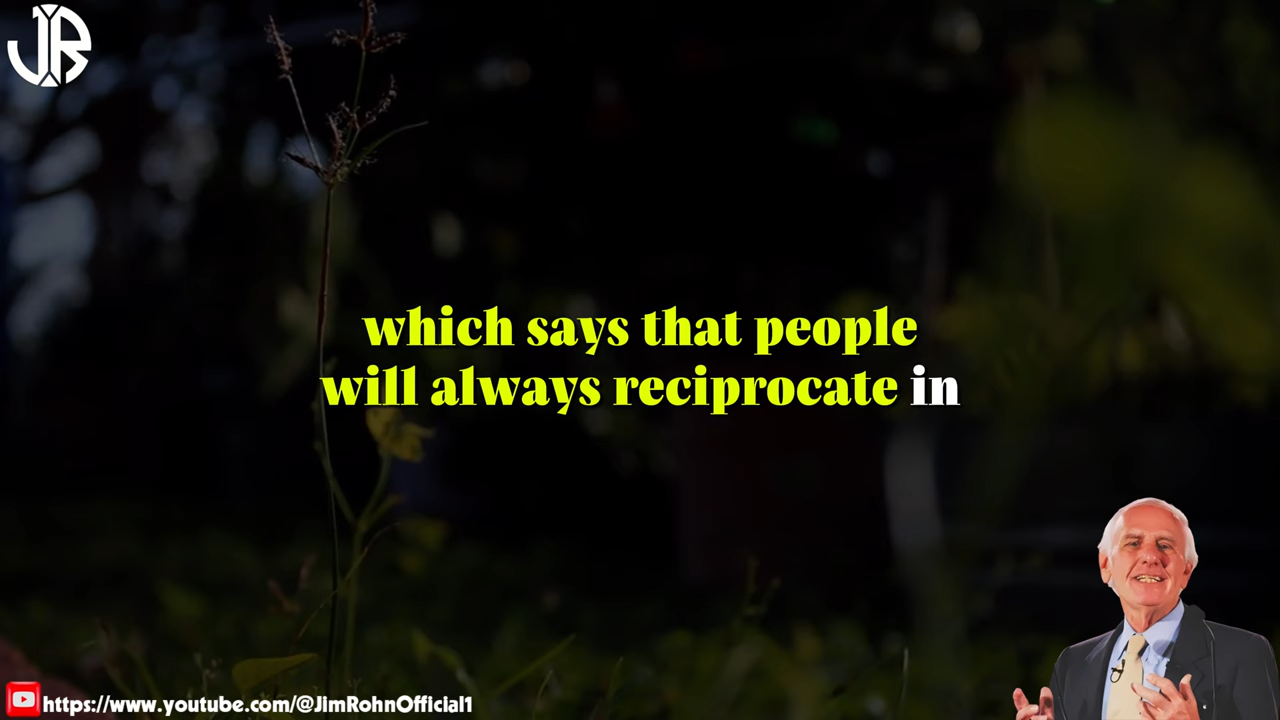 JR
which says that people
will always reciprocate in
https://www.youtube.com/@JimRohnOfficial1